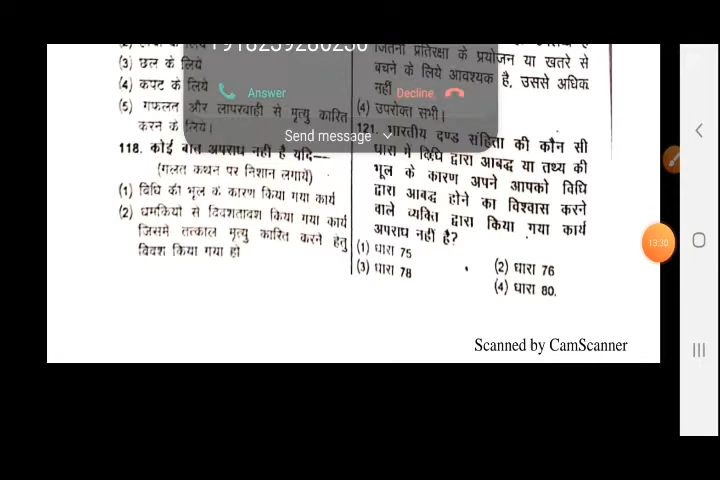 Answer
Decline
Send message
(3) छल के लिये
(4) कपट के लिये
(5) गफलत और लापरवाही से मृत्यु कारित
करने के लिये।
118. कोई बात अपराध नहीं है यदि—
(गलत कथन पर निशान लगाये)
(1) विधि की भूल के कारण किया गया कार्य
(2) धमकियों से विवशतावश किया गया कार्य
जिसमें तत्काल मृत्यु कारित करने हेतु
विवश किया गया हो
जितनी प्रतिरक्षा के प्रयोजन या खतरे से
बचने के लिये आवश्यक है, उससे अधिक
नहीं
(4) उपरोक्त सभी।
121. भारतीय दण्ड संहिता की कौन सी
धारा में विधि द्वारा आबद्ध या तथ्य की
भूल के कारण अपने आपको विधि
द्वारा आबद्ध होने का विश्वास करने
वाले व्यक्ति द्वारा किया गया कार्य
अपराध नहीं है?
(1) धारा 75
(2) धारा 76
(3) धारा 78
(4) धारा 80.
Scanned by CamScanner
13:30